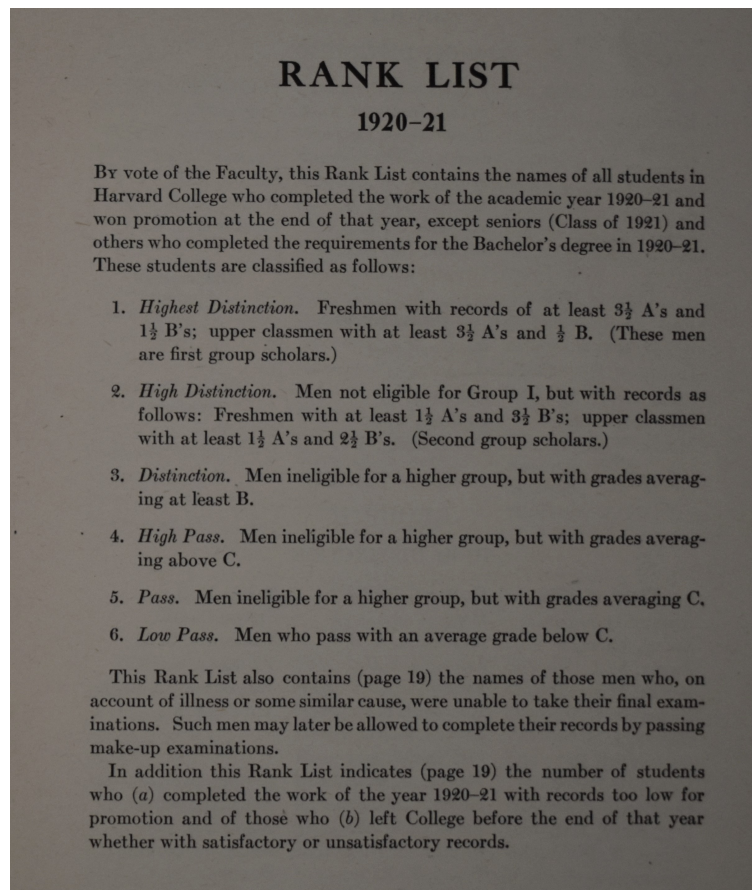 RANK LIST
1920–21
By vote of the Faculty, this Rank List contains the names of all students in
Harvard College who completed the work of the academic year 1920–21 and
won promotion at the end of that year, except seniors (Class of 1921) and
others who completed the requirements for the Bachelor's degree in 1920–21.
These students are classified as follows:
1. Highest Distinction. Freshmen with records of at least 3½ A's and
1½ B's; upper classmen with at least 3½ A's and ½ B. (These men
are first group scholars.)
2. High Distinction. Men not eligible for Group I, but with records as
follows: Freshmen with at least 1½ A's and 3½ B's; upper classmen
with at least 1½ A's and 2½ B's. (Second group scholars.)
3. Distinction. Men ineligible for a higher group, but with grades averag-
ing at least B.
4. High Pass. Men ineligible for a higher group, but with grades averag-
ing above C.
5. Pass. Men ineligible for a higher group, but with grades averaging C.
6. Low Pass. Men who pass with an average grade below C.
This Rank List also contains (page 19) the names of those men who, on
account of illness or some similar cause, were unable to take their final exam-
inations. Such men may later be allowed to complete their records by passing
make-up examinations.
In addition this Rank List indicates (page 19) the number of students
who (a) completed the work of the year 1920–21 with records too low for
promotion and of those who (b) left College before the end of that year
whether with satisfactory or unsatisfactory records.